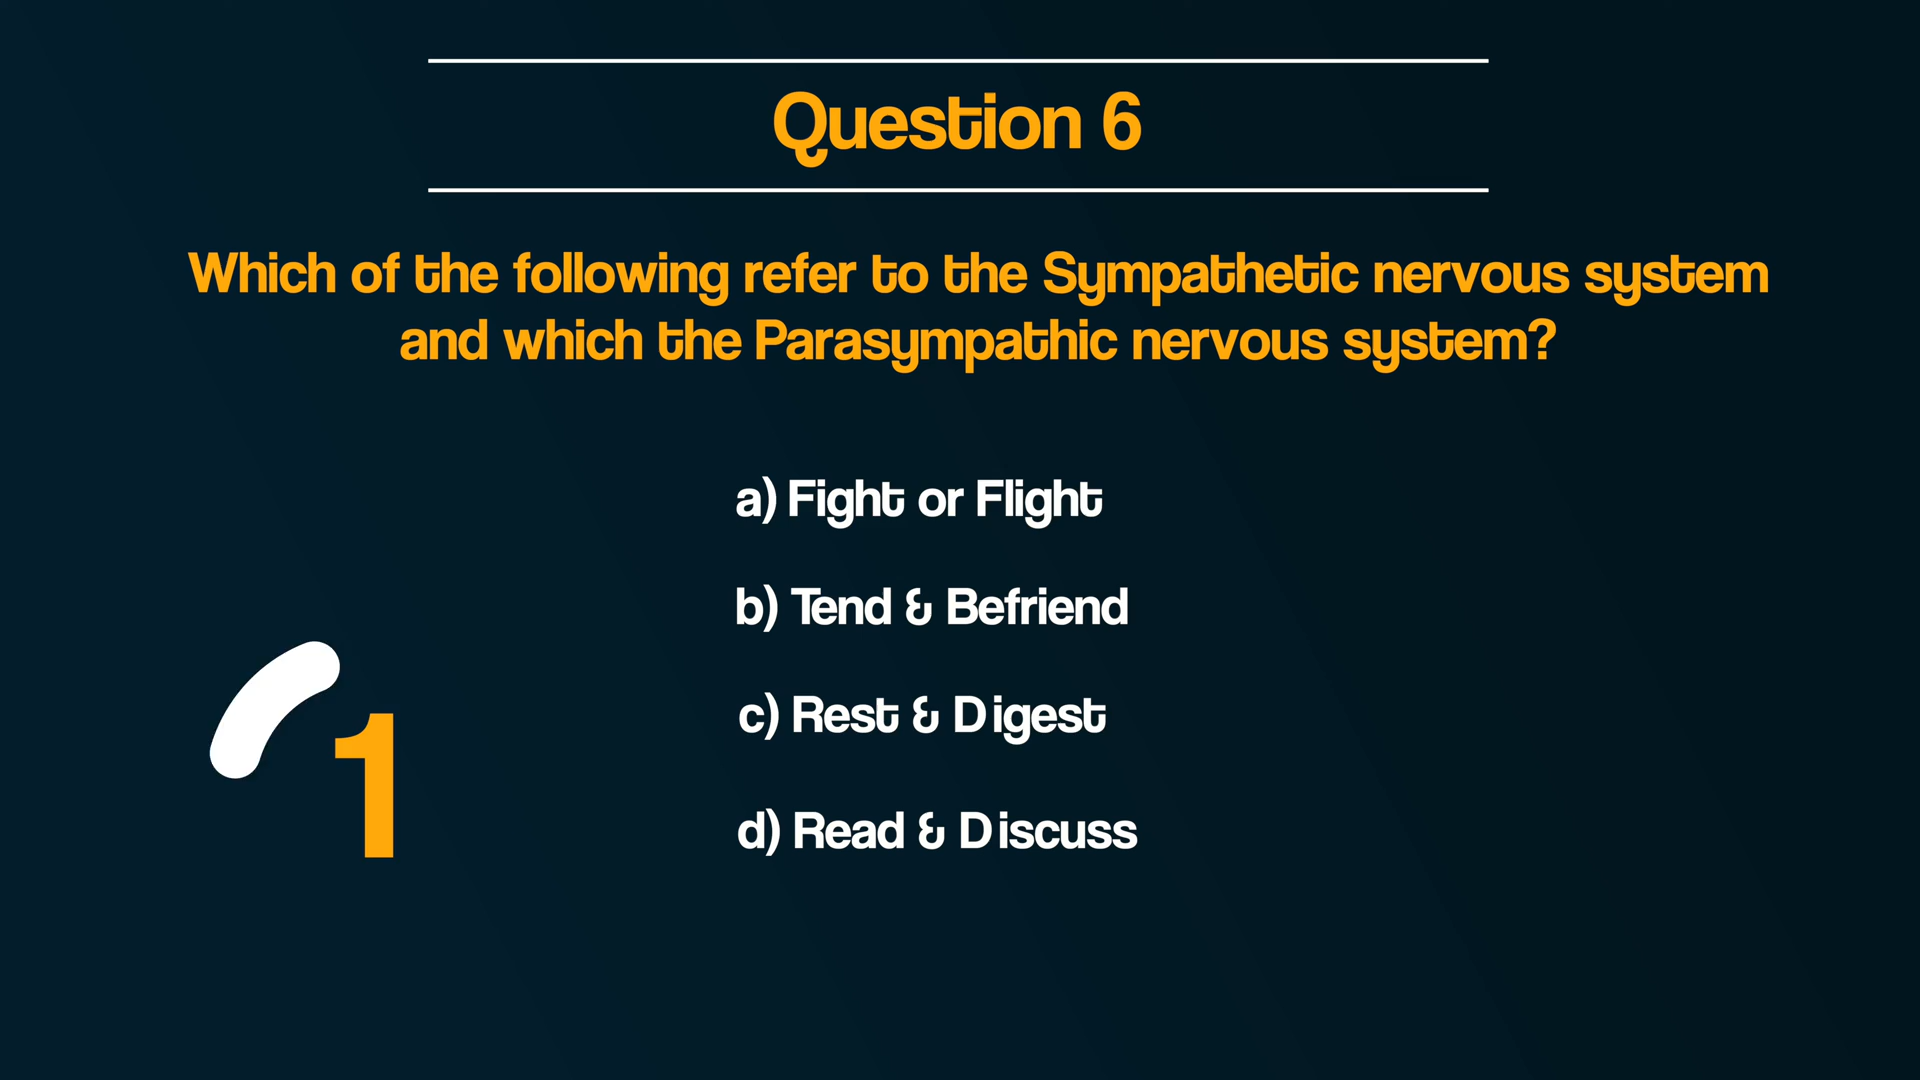 Question 6
Which of the following refer to the Sympathetic nervous system
and which the Parasympathic nervous system?
a) Fight or Flight
b) Tend & Befriend
c) Rest & Digest
d) Read & Discuss
1